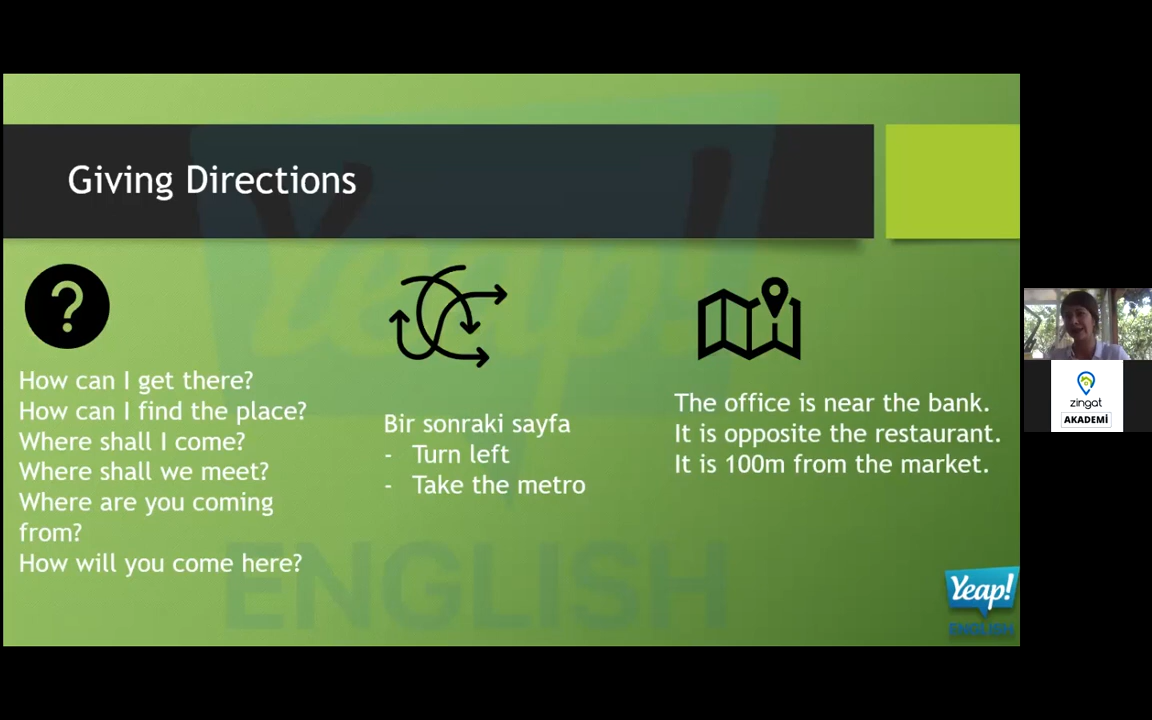 Giving Directions
How can I get there?
How can I find the place?
Where shall I come?
Where shall we meet?
Where are you coming
from?
How will you come here?
Bir sonraki sayfa
- Turn left
- Take the metro
The office is near the bank.
It is opposite the restaurant.
It is 100m from the market.
Yeap!
ENGLISH
Yeap!
ENGLISH
zingat
AKADEMİ